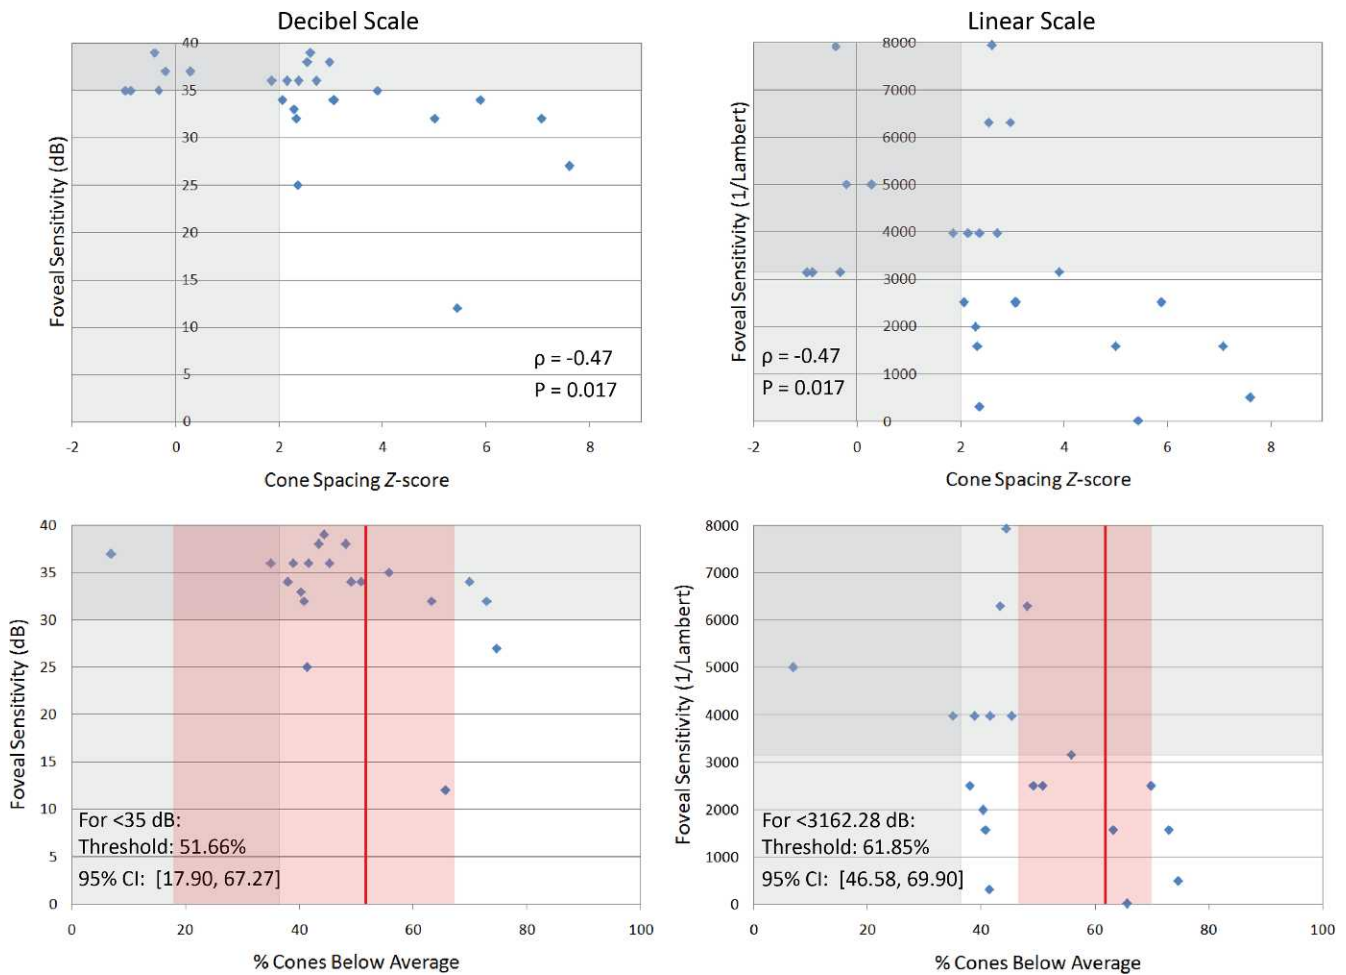 Decibel Scale
40
35
30
25
20
15
10
5
0
Foveal Sensitivity (dB)
ρ = -0.47
P = 0.017
-2 0 2 4 6 8
Cone Spacing Z-score
Linear Scale
8000
7000
6000
5000
4000
3000
2000
1000
0
Foveal Sensitivity (1/Lambert)
ρ = -0.47
P = 0.017
-2 0 2 4 6 8
Cone Spacing Z-score
40
35
30
25
20
15
10
5
0
Foveal Sensitivity (dB)
For <35 dB:
Threshold: 51.66%
95% CI: [17.90, 67.27]
0 20 40 60 80 100
% Cones Below Average
8000
7000
6000
5000
4000
3000
2000
1000
0
Foveal Sensitivity (1/Lambert)
For <3162.28 dB:
Threshold: 61.85%
95% CI: [46.58, 69.90]
0 20 40 60 80 100
% Cones Below Average